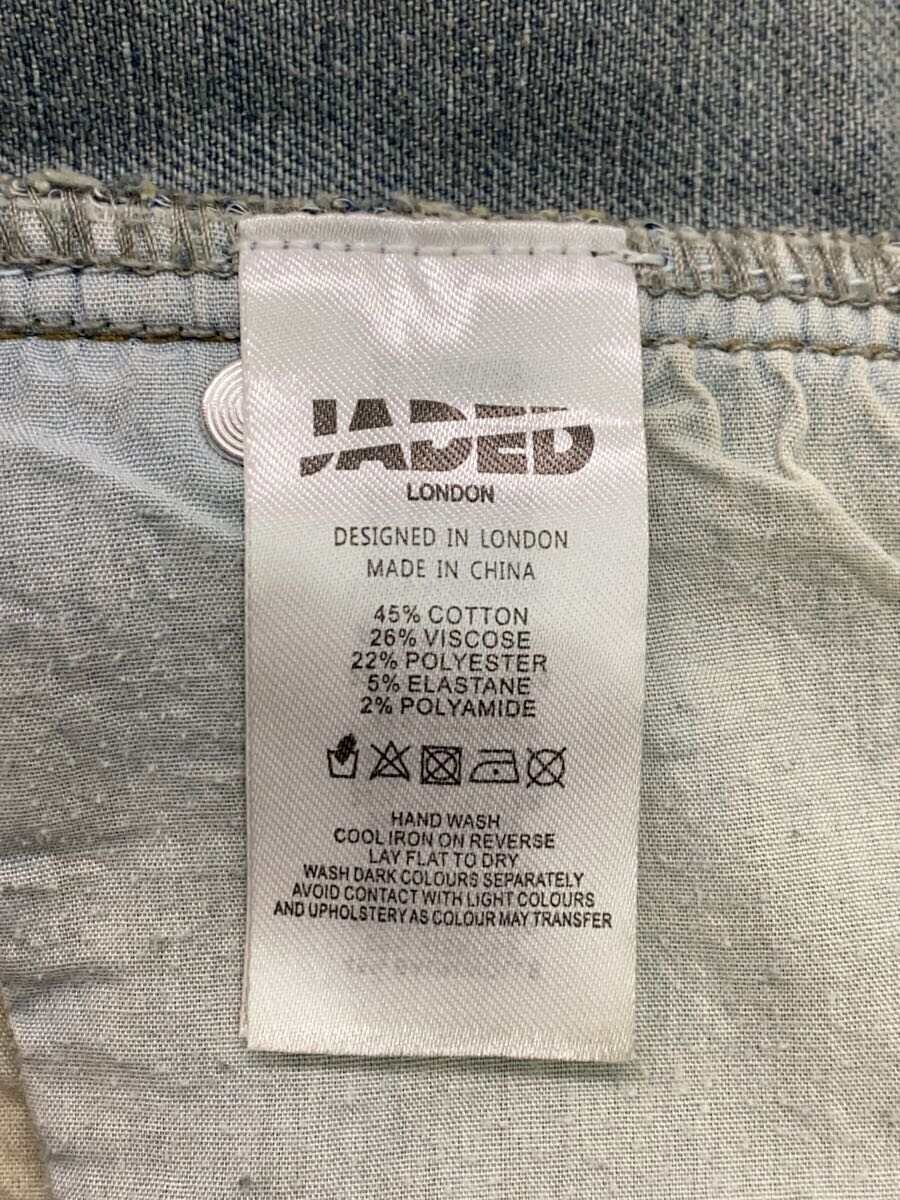 JADED
LONDON
DESIGNED IN LONDON
MADE IN CHINA
45% COTTON
26% VISCOSE
22% POLYESTER
5% ELASTANE
2% POLYAMIDE
HAND WASH
COOL IRON ON REVERSE
LAY FLAT TO DRY
WASH DARK COLOURS SEPARATELY
AVOID CONTACT WITH LIGHT COLOURS
AND UPHOLSTERY AS COLOUR MAY TRANSFER